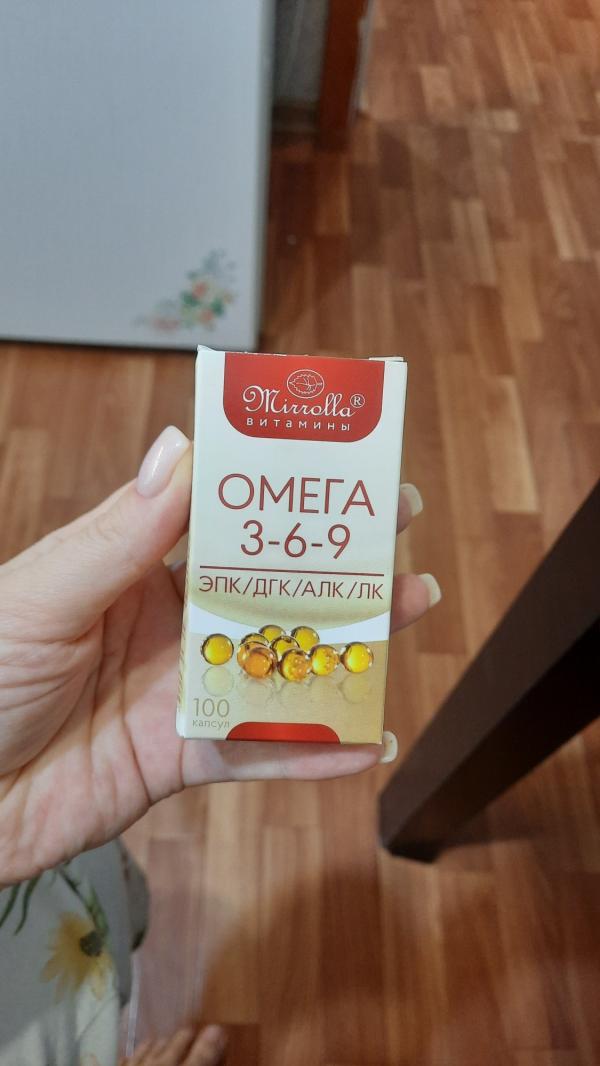 Mirrolla®
витамины
ОМЕГА
3-6-9
ЭПК/ДГК/АЛК/ЛК
100
капсул